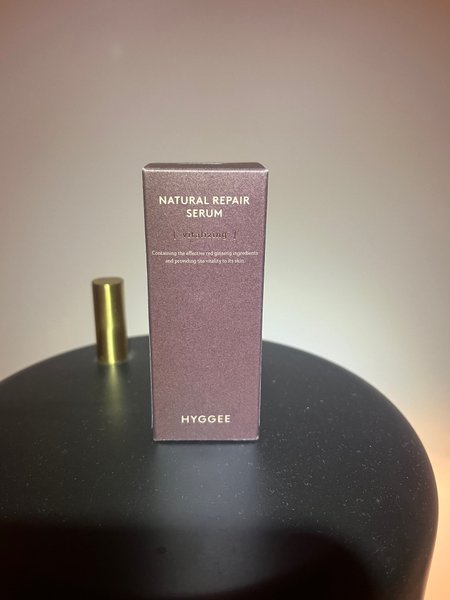 NATURAL REPAIR
SERUM
[ vitalizing ]
Containing the effective red ginseng ingredients
and providing the vitality to its skin.
HYGGEE